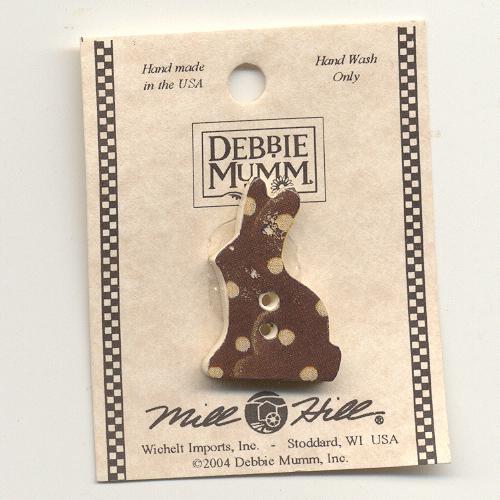 Hand made
in the USA
Hand Wash
Only
DEBBIE
MUMM.
Mill Hill®
Wichelt Imports, Inc. - Stoddard, WI USA
©2004 Debbie Mumm, Inc.